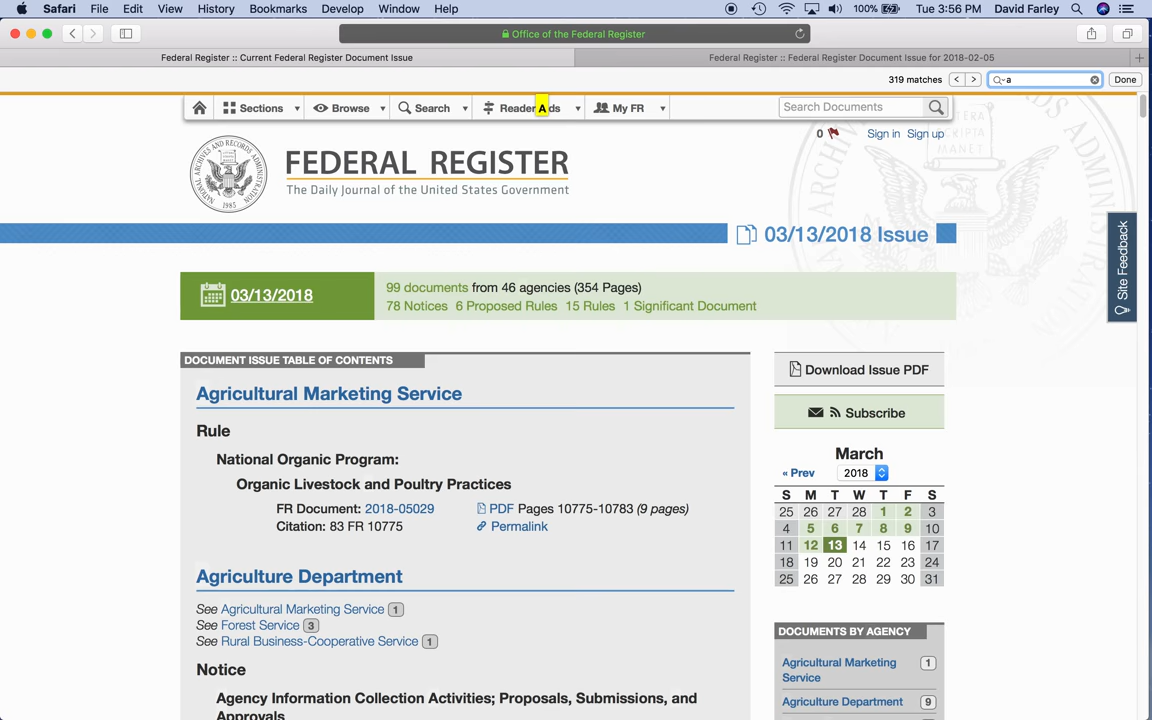 Safari File Edit View History Bookmarks Develop Window Help 100% Tue 3:56 PM David Farley
Office of the Federal Register
Federal Register :: Current Federal Register Document Issue
Federal Register :: Federal Register Document Issue for 2018-02-05
319 matches a Done
Sections Browse Search Reader Aids My FR Search Documents
0 Sign in Sign up
FEDERAL REGISTER
The Daily Journal of the United States Government
03/13/2018 Issue
Site Feedback
03/13/2018
99 documents from 46 agencies (354 Pages)
78 Notices 6 Proposed Rules 15 Rules 1 Significant Document
DOCUMENT ISSUE TABLE OF CONTENTS
Agricultural Marketing Service
Rule
National Organic Program:
Organic Livestock and Poultry Practices
FR Document: 2018-05029 PDF Pages 10775-10783 (9 pages)
Citation: 83 FR 10775 Permalink
Agriculture Department
See Agricultural Marketing Service 1
See Forest Service 3
See Rural Business-Cooperative Service 1
Notice
Agency Information Collection Activities; Proposals, Submissions, and
Approvals
Download Issue PDF
Subscribe
March
« Prev 2018
S M T W T F S
25 26 27 28 1 2 3
4 5 6 7 8 9 10
11 12 13 14 15 16 17
18 19 20 21 22 23 24
25 26 27 28 29 30 31
DOCUMENTS BY AGENCY
Agricultural Marketing 1
Service
Agriculture Department 9